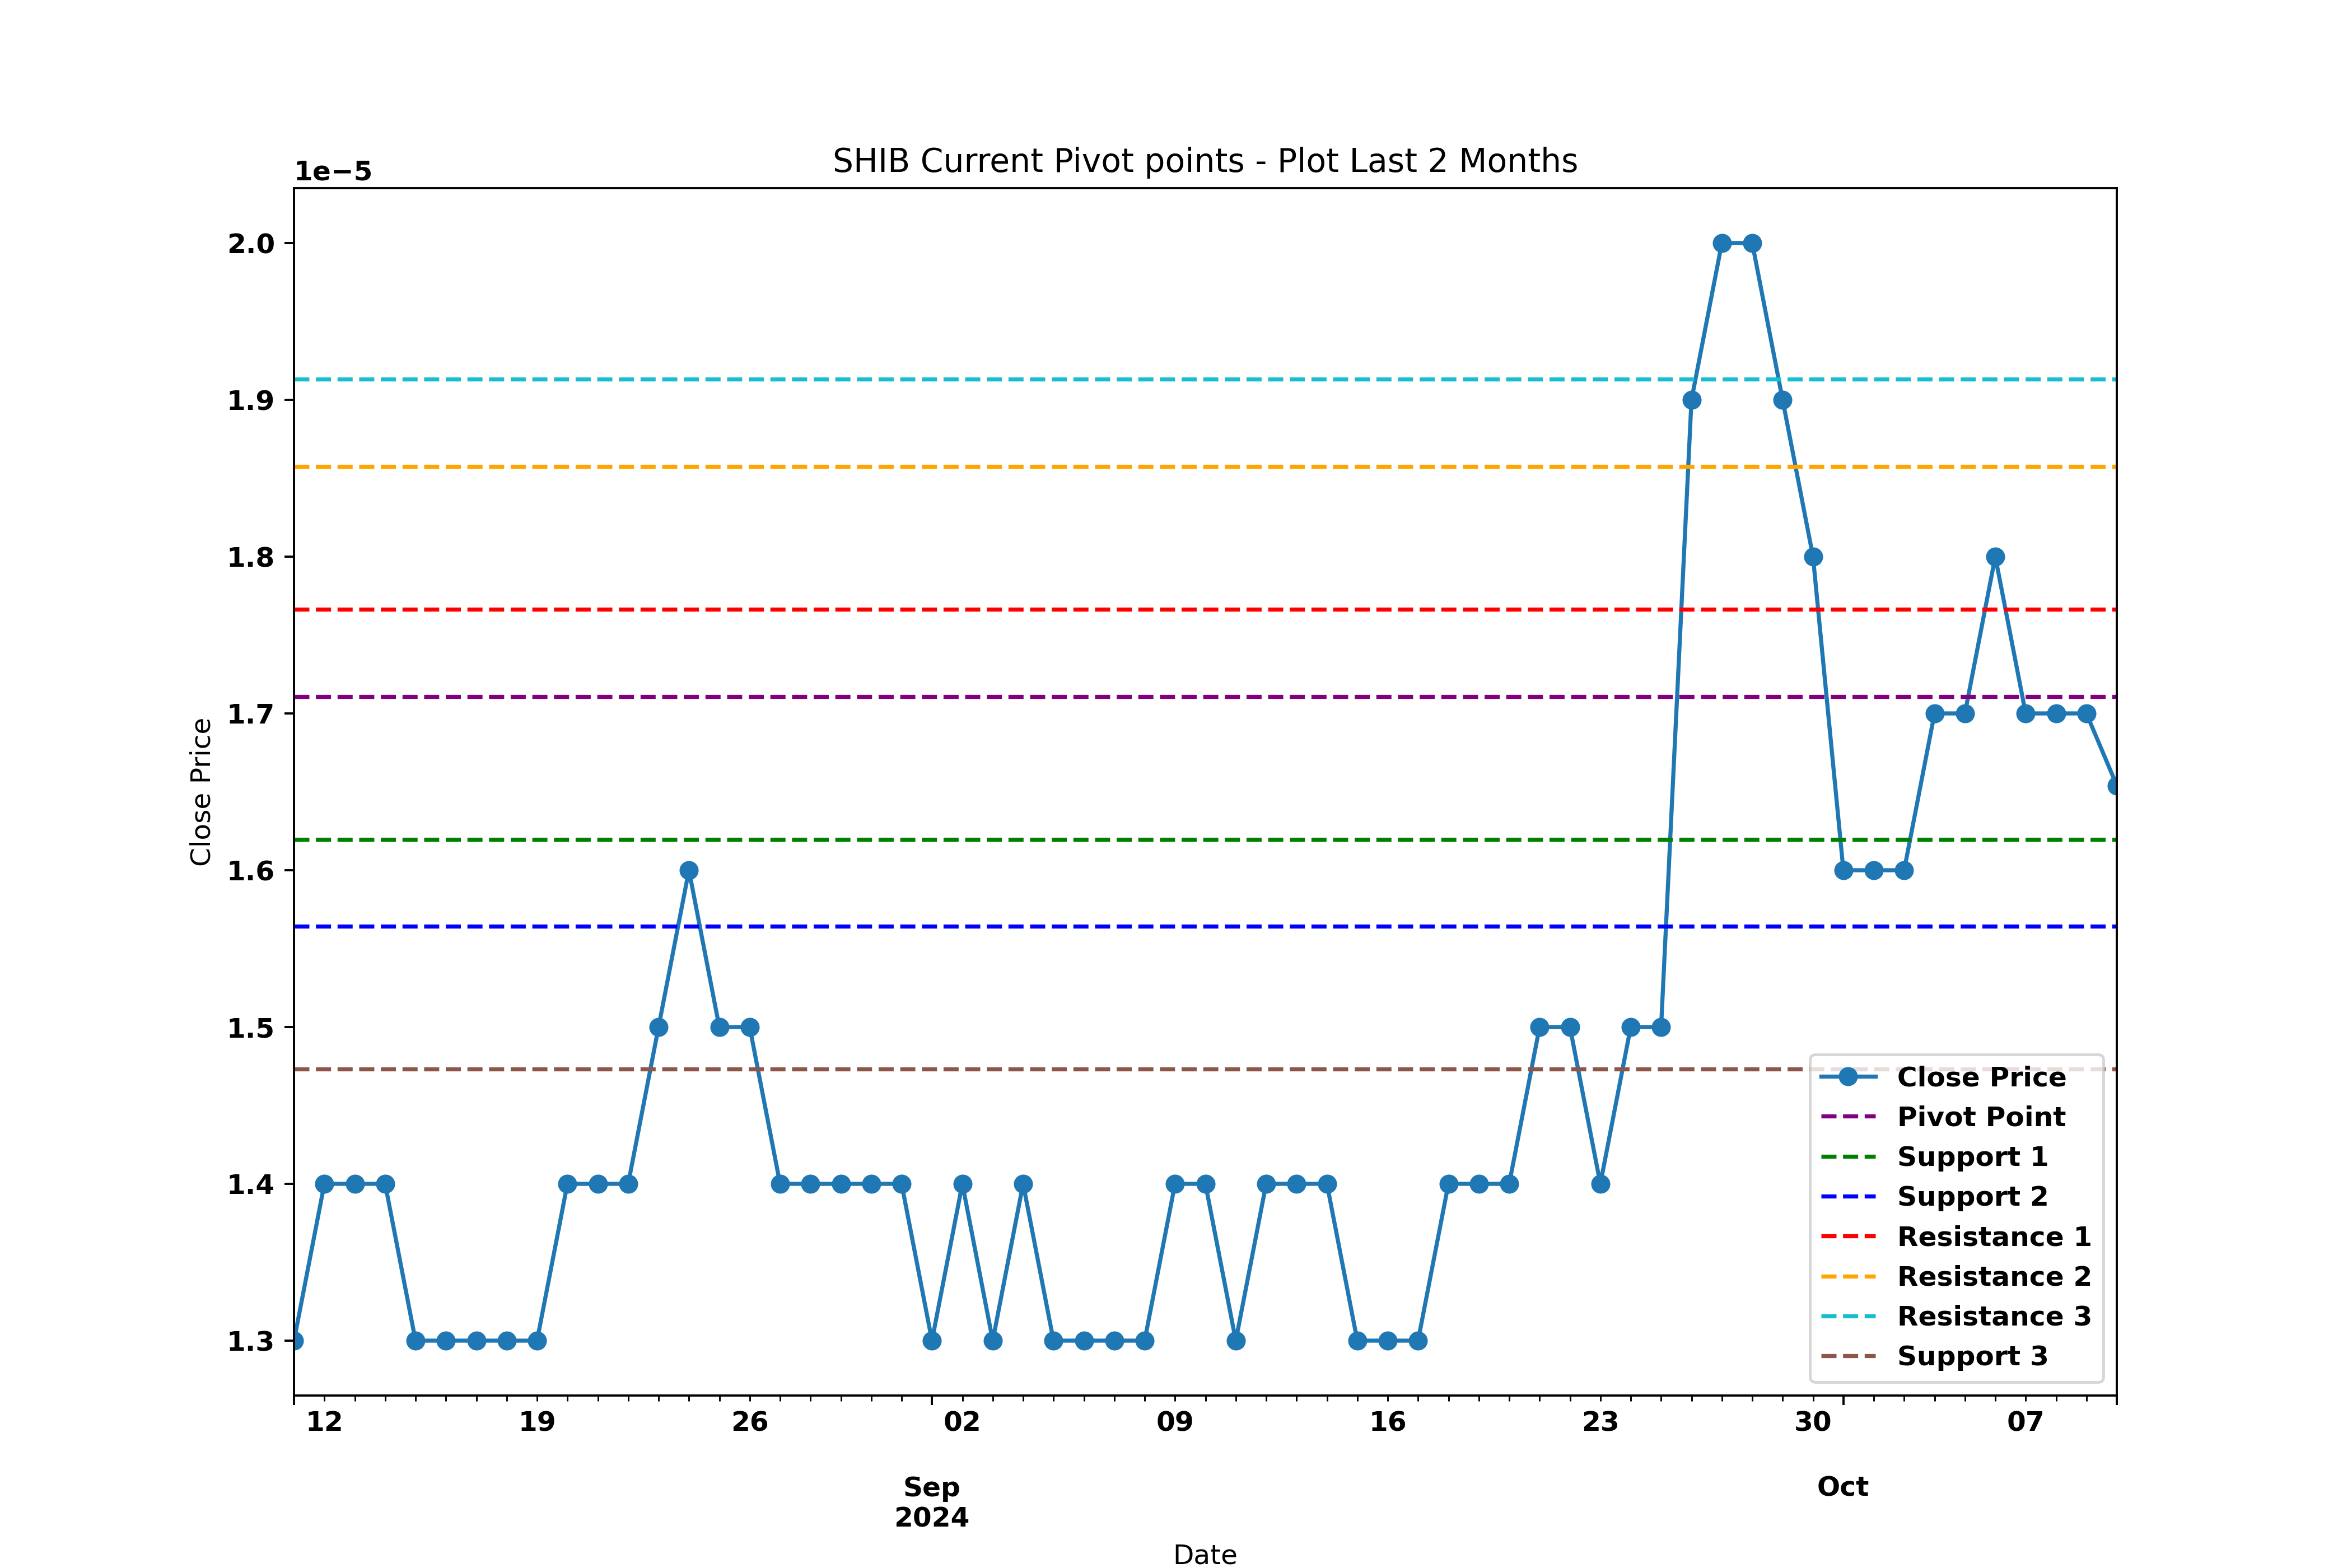 SHIB Current Pivot points - Plot Last 2 Months
1e−5
2.0
1.9
1.8
1.7
1.6
1.5
1.4
1.3
Close Price
Close Price
Pivot Point
Support 1
Support 2
Resistance 1
Resistance 2
Resistance 3
Support 3
12 19 26 02 09 16 23 30 07
Sep Oct
2024
Date